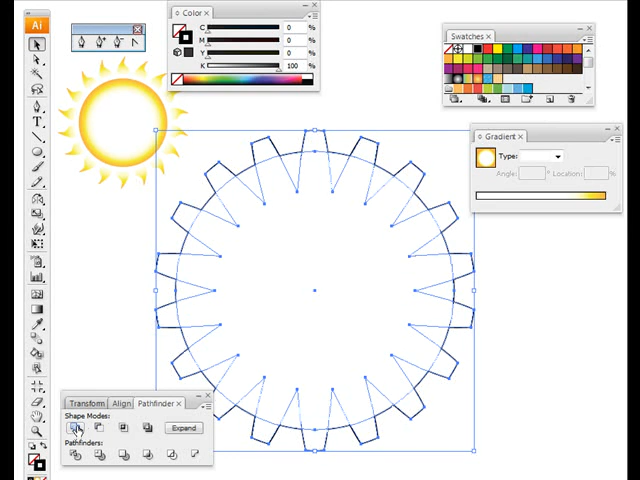 Ai
Color ×
C 0 %
M 0 %
Y 0 %
K 100 %
Swatches ×
Gradient ×
Type:
Angle: ° Location: %
T
Transform Align Pathfinder ×
Shape Modes:
Expand
Pathfinders: